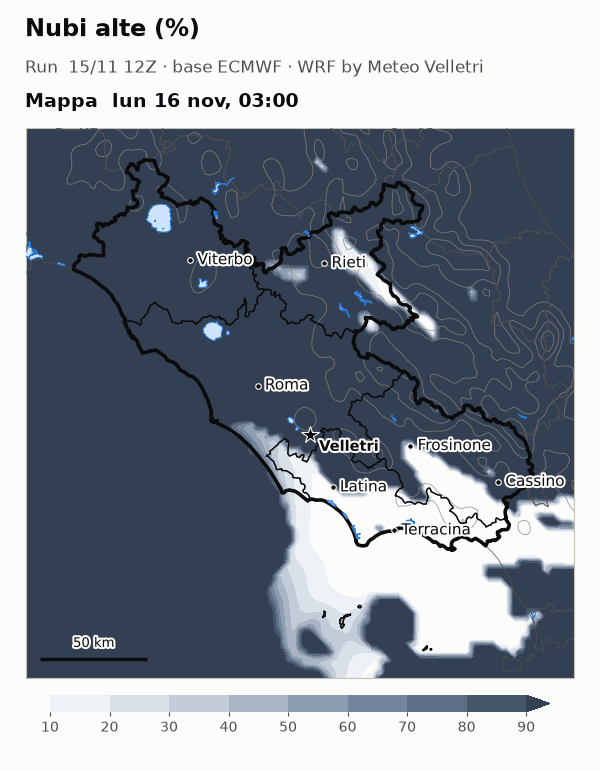 Nubi alte (%)
Run  15/11 12Z · base ECMWF · WRF by Meteo Velletri
Mappa  lun 16 nov, 03:00
Viterbo
Rieti
Roma
Velletri
Frosinone
Latina
Cassino
Terracina
50 km
10 20 30 40 50 60 70 80 90